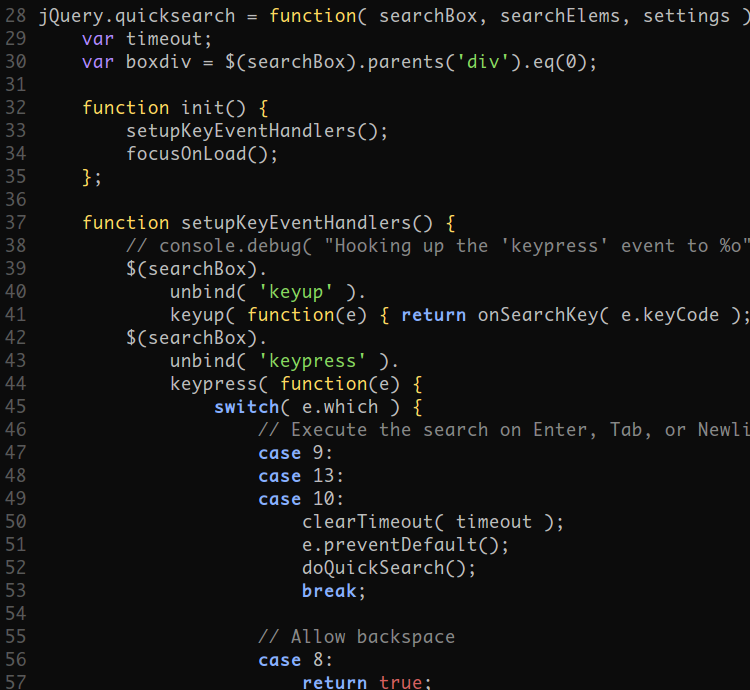 28 jQuery.quicksearch = function( searchBox, searchElems, settings )
29     var timeout;
30     var boxdiv = $(searchBox).parents('div').eq(0);
31
32     function init() {
33         setupKeyEventHandlers();
34         focusOnLoad();
35     };
36
37     function setupKeyEventHandlers() {
38         // console.debug( "Hooking up the 'keypress' event to %o"
39         $(searchBox).
40             unbind( 'keyup' ).
41             keyup( function(e) { return onSearchKey( e.keyCode );
42         $(searchBox).
43             unbind( 'keypress' ).
44             keypress( function(e) {
45                 switch( e.which ) {
46                     // Execute the search on Enter, Tab, or Newli
47                     case 9:
48                     case 13:
49                     case 10:
50                         clearTimeout( timeout );
51                         e.preventDefault();
52                         doQuickSearch();
53                         break;
54
55                     // Allow backspace
56                     case 8:
57                         return true;